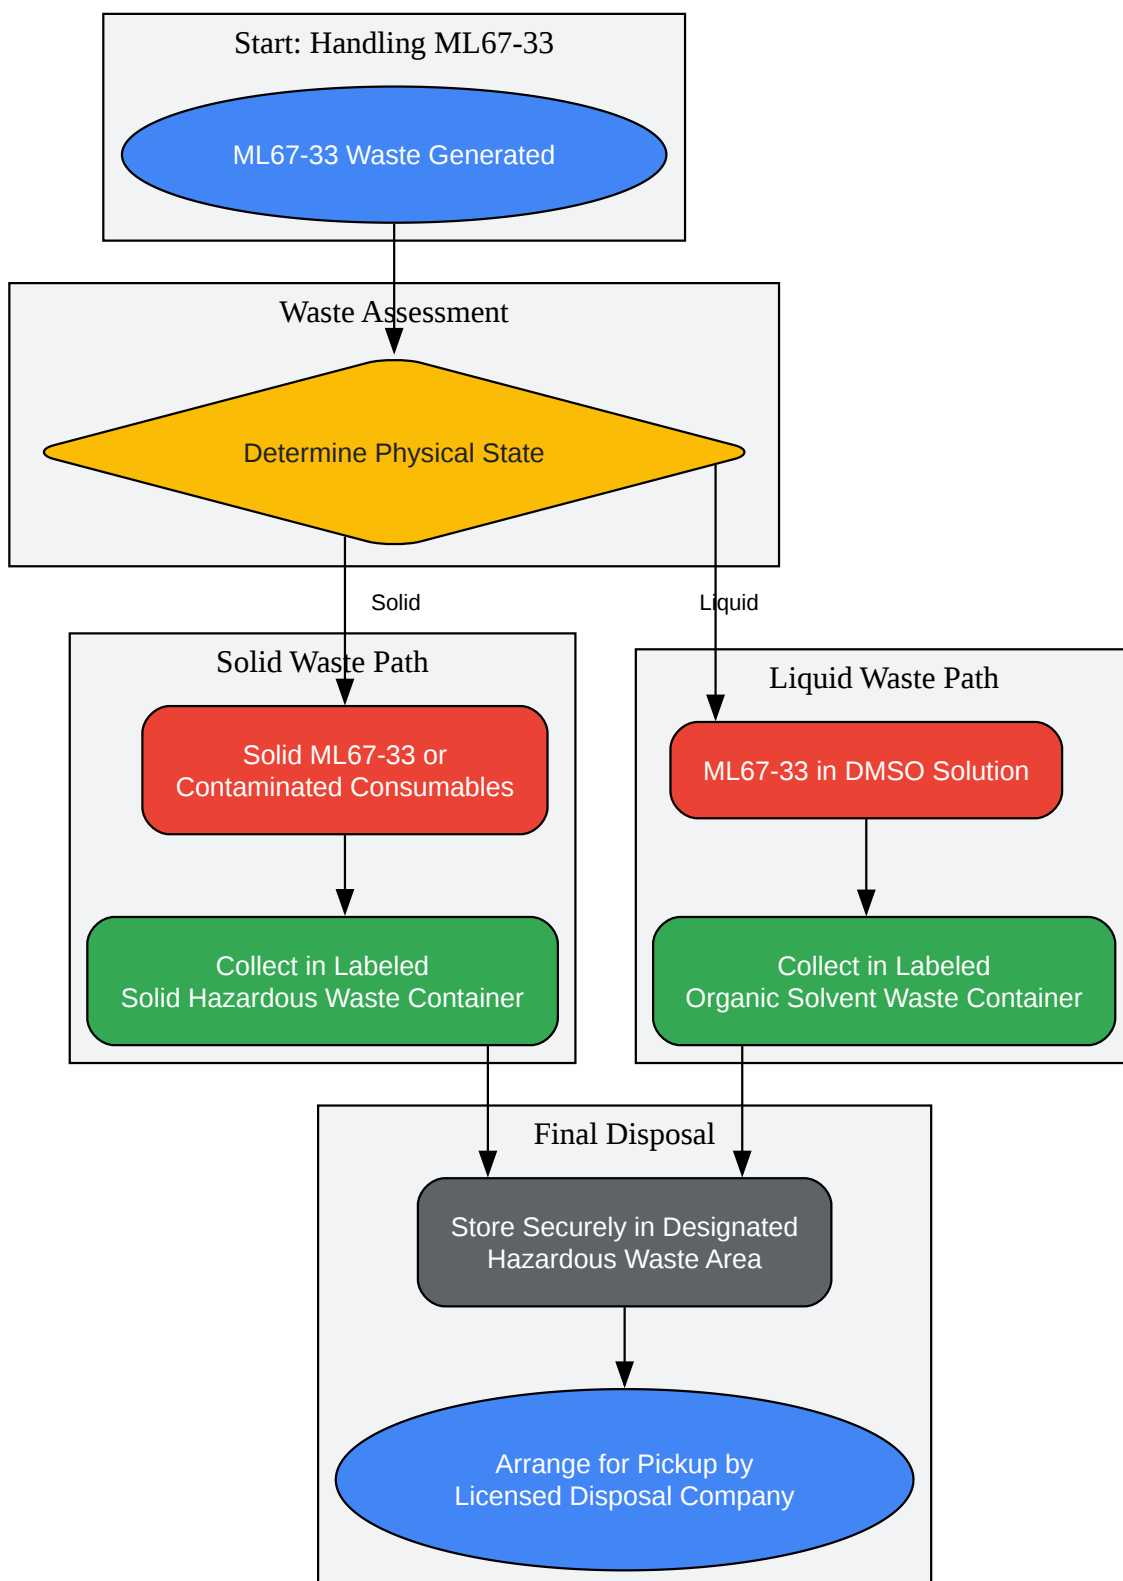 Start: Handling ML67-33
ML67-33 Waste Generated
Waste Assessment
Determine Physical State
Solid
Liquid
Solid Waste Path
Solid ML67-33 or
Contaminated Consumables
Collect in Labeled
Solid Hazardous Waste Container
Liquid Waste Path
ML67-33 in DMSO Solution
Collect in Labeled
Organic Solvent Waste Container
Final Disposal
Store Securely in Designated
Hazardous Waste Area
Arrange for Pickup by
Licensed Disposal Company